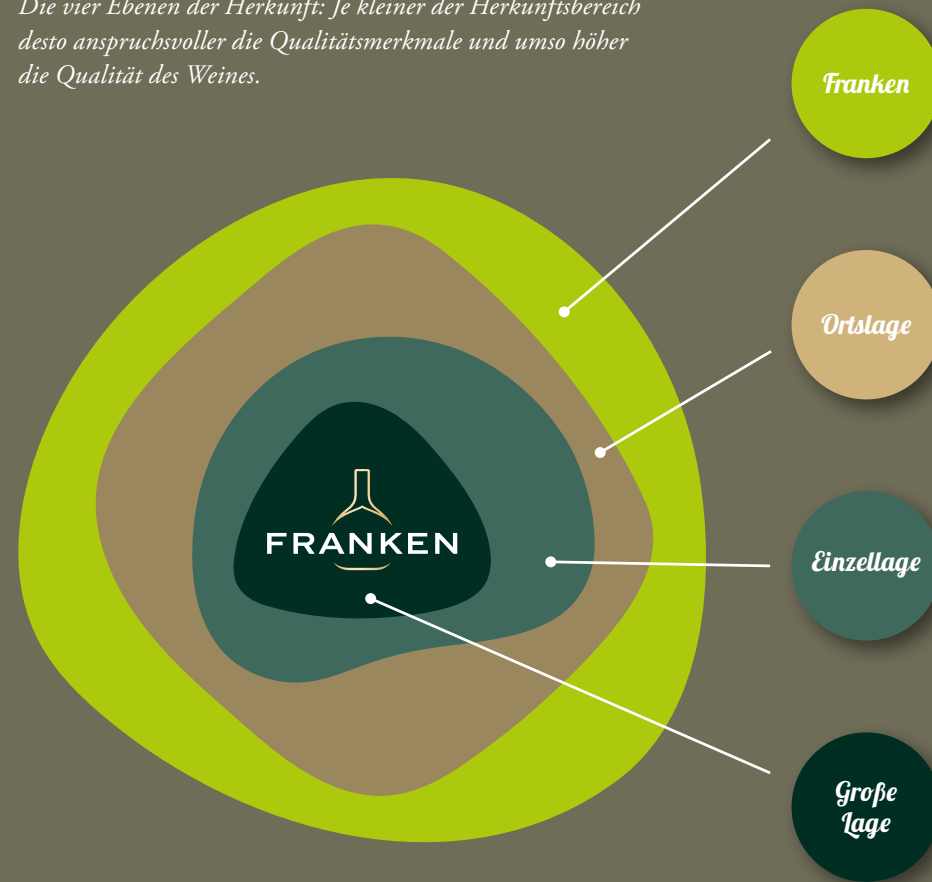 Die vier Ebenen der Herkunft: Je kleiner der Herkunftsbereich
desto anspruchsvoller die Qualitätsmerkmale und umso höher
die Qualität des Weines.
Franken
Ortslage
Einzellage
FRANKEN
Große
Lage